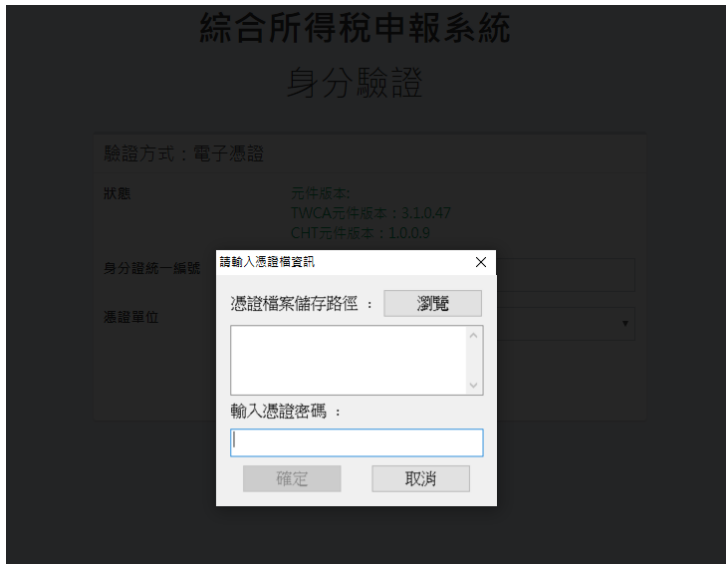 綜合所得稅申報系統
身分驗證
驗證方式：電子憑證
狀態
元件版本:
TWCA元件版本：3.1.0.47
CHT元件版本：1.0.0.9
身分證統一編號
憑證單位
請輸入憑證檔資訊
憑證檔案儲存路徑 ：
瀏覽
輸入憑證密碼 ：
確定
取消